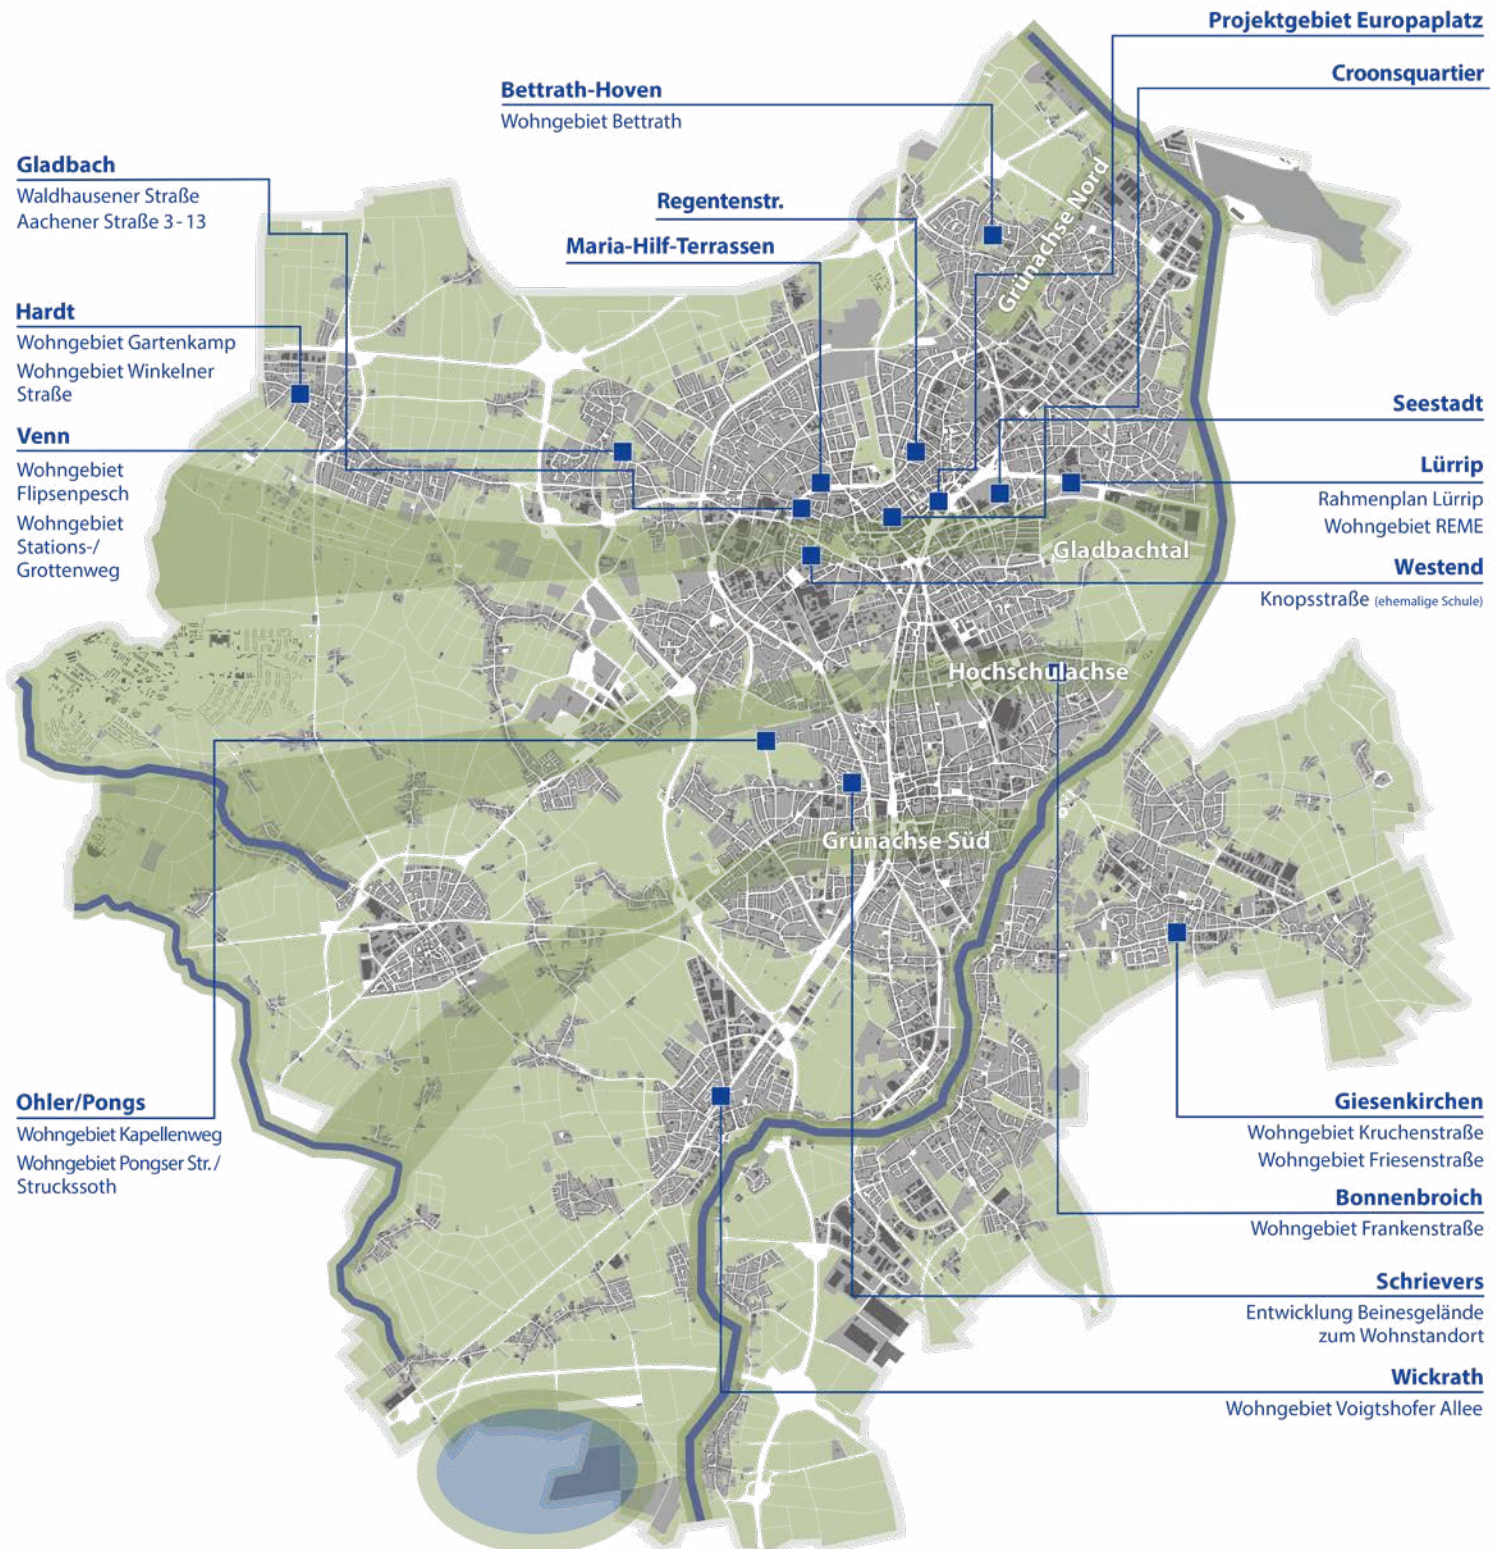 Projektgebiet Europaplatz
Croonsquartier
Bettrath-Hoven
Wohngebiet Bettrath
Gladbach
Waldhausener Straße
Aachener Straße 3 - 13
Regentenstr.
Maria-Hilf-Terrassen
Grünachse Nord
Hardt
Wohngebiet Gartenkamp
Wohngebiet Winkelner
Straße
Venn
Wohngebiet
Flipsenpesch
Wohngebiet
Stations-/
Grottenweg
Seestadt
Lürrip
Rahmenplan Lürrip
Wohngebiet REME
Gladbachtal
Westend
Knopsstraße (ehemalige Schule)
Hochschulachse
Grünachse Süd
Ohler/Pongs
Wohngebiet Kapellenweg
Wohngebiet Pongser Str./
Struckssoth
Giesenkirchen
Wohngebiet Kruchenstraße
Wohngebiet Friesenstraße
Bonnenbroich
Wohngebiet Frankenstraße
Schrievers
Entwicklung Beinesgelände
zum Wohnstandort
Wickrath
Wohngebiet Voigtshofer Allee